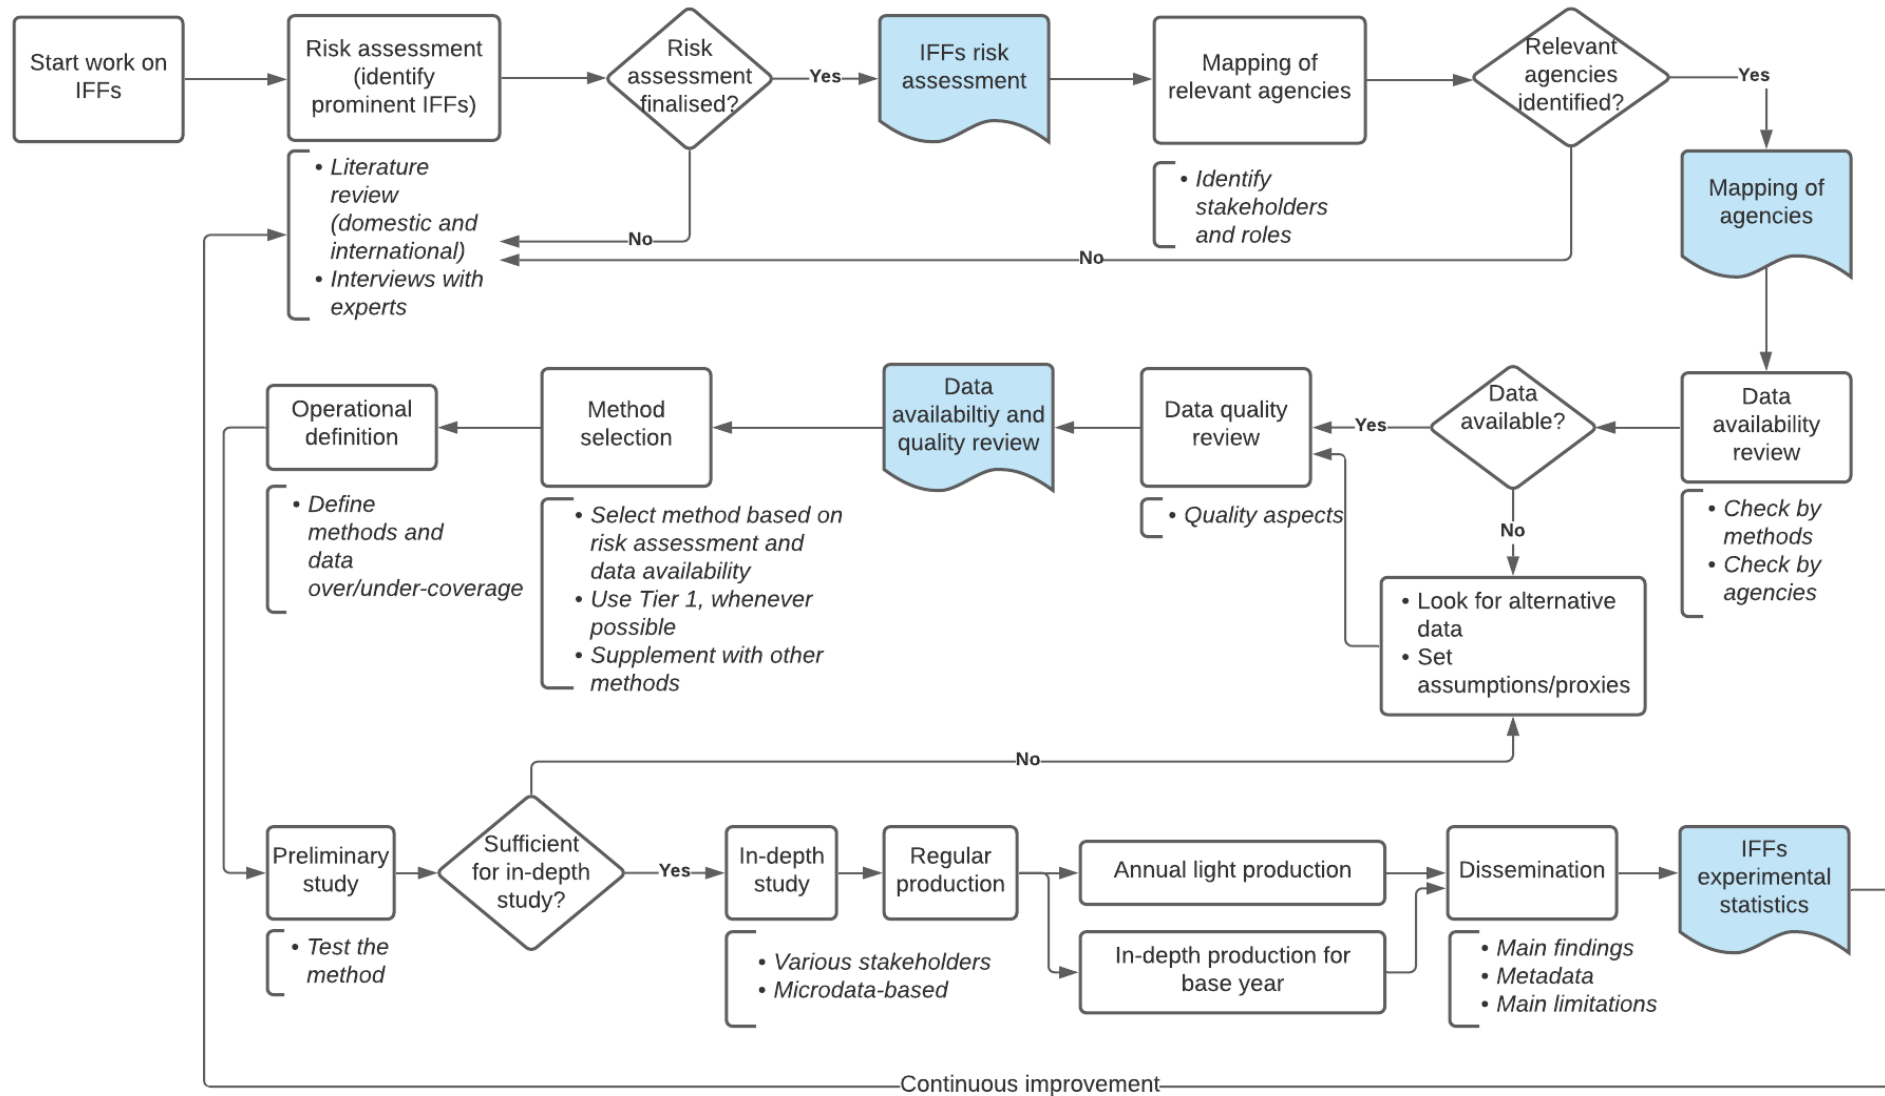 Start work on
IFFs
Risk assessment
(identify
prominent IFFs)
Risk
assessment
finalised?
Yes
IFFs risk
assessment
Mapping of
relevant agencies
Relevant
agencies
identified?
Yes
• Literature
review
(domestic and
international)
• Interviews with
experts
No
No
• Identify
stakeholders
and roles
Mapping of
agencies
Operational
definition
Method
selection
Data
availabiltiy and
quality review
Data quality
review
Yes
Data
available?
Data
availability
review
• Define
methods and
data
over/under-coverage
• Select method based on
risk assessment and
data availability
• Use Tier 1, whenever
possible
• Supplement with other
methods
• Quality aspects
No
• Check by
methods
• Check by
agencies
• Look for alternative
data
• Set
assumptions/proxies
No
Preliminary
study
Sufficient
for in-depth
study?
Yes
In-depth
study
Regular
production
Annual light production
In-depth production for
base year
Dissemination
IFFs
experimental
statistics
• Test the
method
• Various stakeholders
• Microdata-based
• Main findings
• Metadata
• Main limitations
Continuous improvement